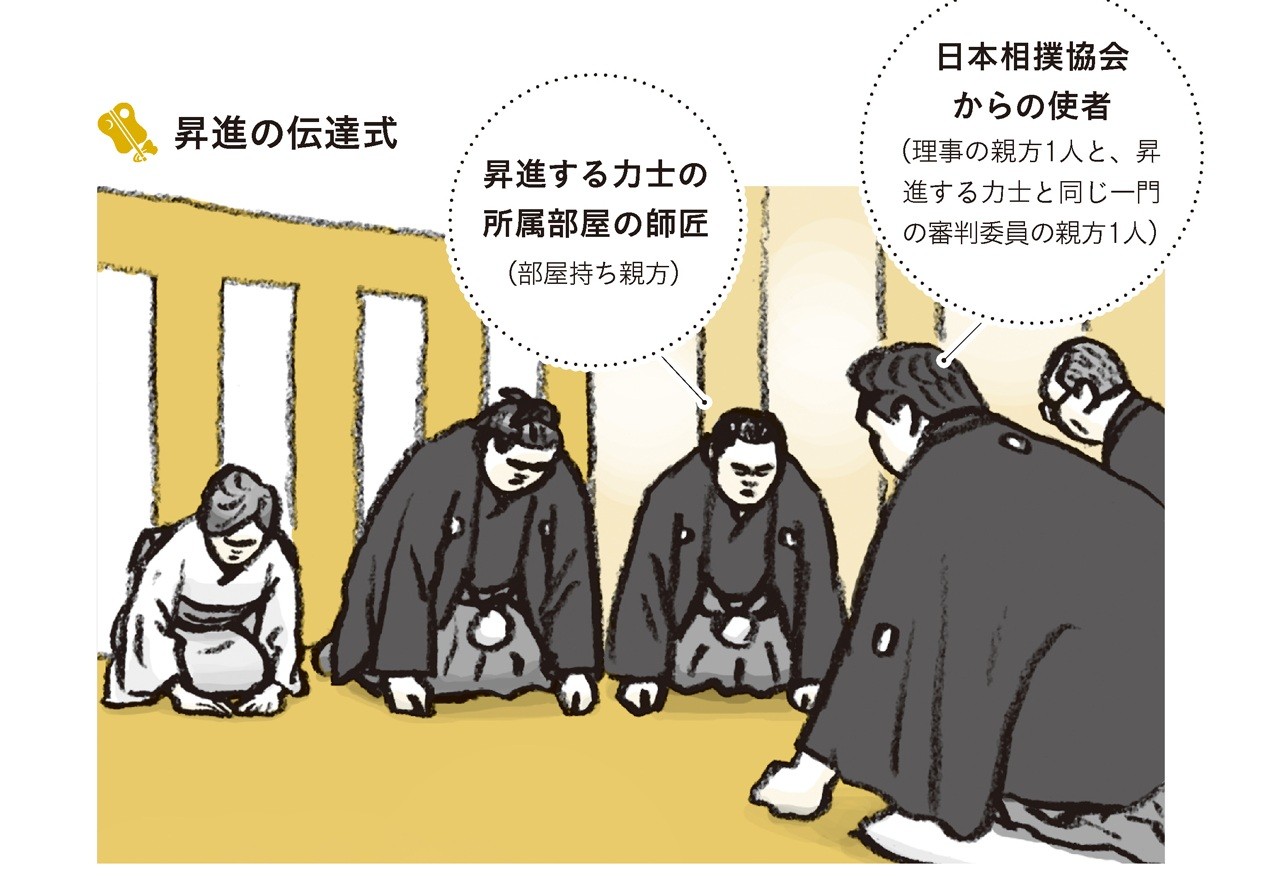 昇進の伝達式
昇進する力士の
所属部屋の師匠
（部屋持ち親方）
日本相撲協会
からの使者
（理事の親方1人と、昇
進する力士と同じ一門
の審判委員の親方1人）